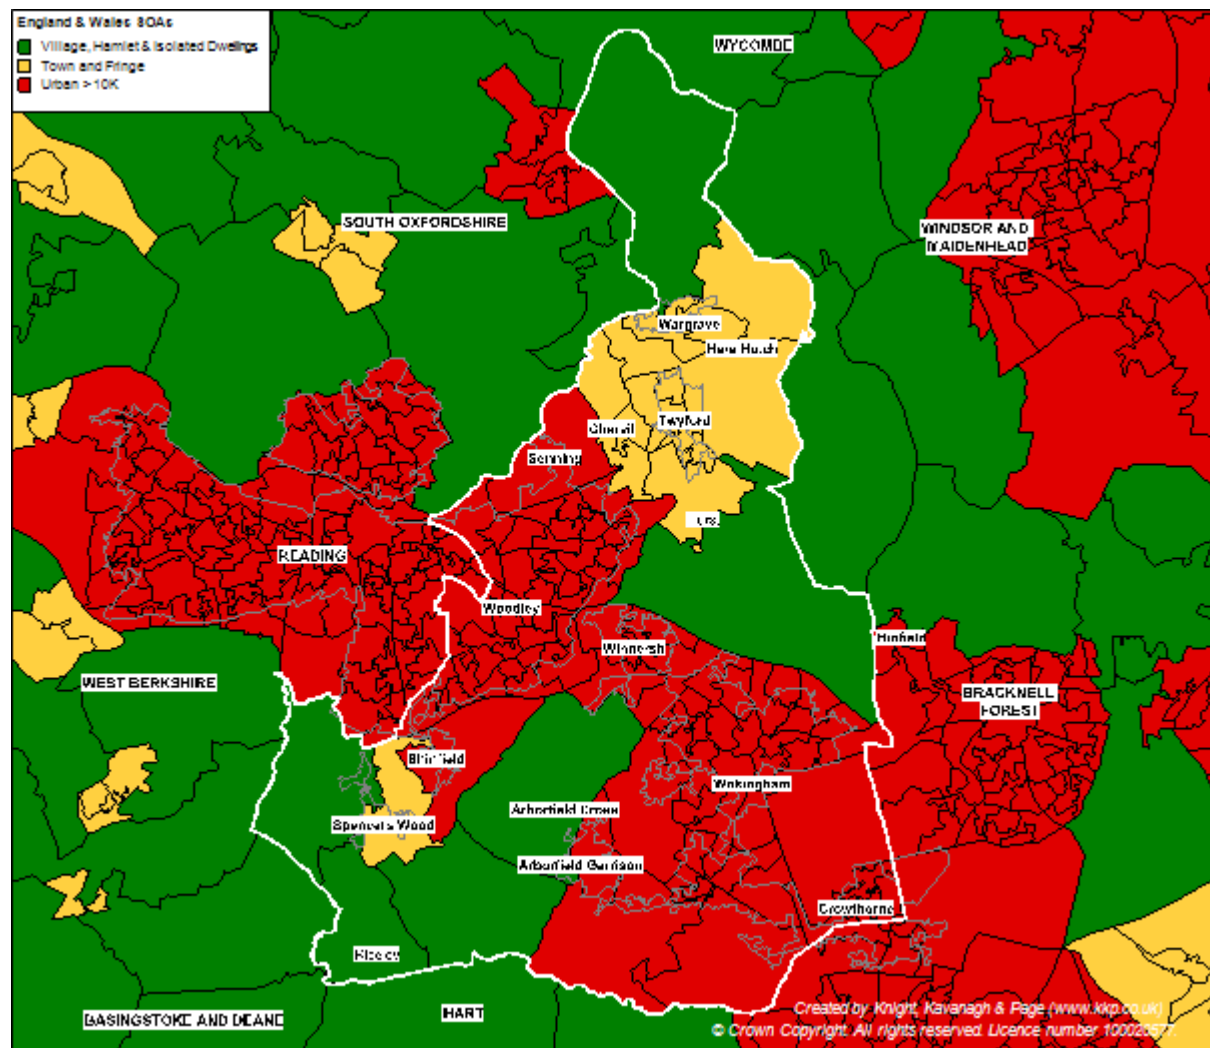 England & Wales SOAs
Village, Hamlet & Isolated Dwellings
Town and Fringe
Urban > 10K
WYCOMBE
SOUTH OXFORDSHIRE
WINDSOR AND
MAIDENHEAD
Wargrave
Hare Hatch
Twyford
Charvil
Sonning
READING
Woodley
Binfield
Winnersh
WEST BERKSHIRE
BRACKNELL
FOREST
Shinfield
Wokingham
Arborfield Cross
Spencers Wood
Arborfield Garrison
Crowthorne
Riseley
Created by Knight, Kavanagh & Page (www.kkp.co.uk)
HART
BASINGSTOKE AND DEANE
© Crown Copyright. All rights reserved. Licence number 100020577.